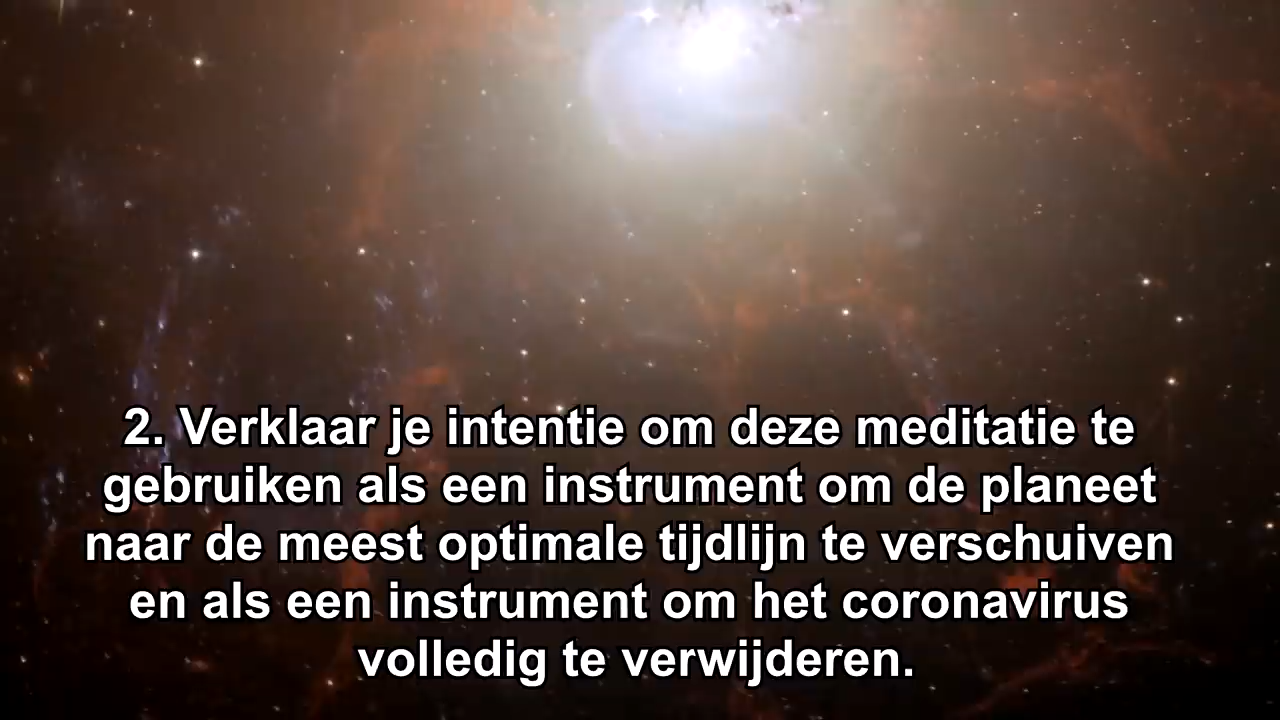 2. Verklaar je intentie om deze meditatie te
gebruiken als een instrument om de planeet
naar de meest optimale tijdlijn te verschuiven
en als een instrument om het coronavirus
volledig te verwijderen.